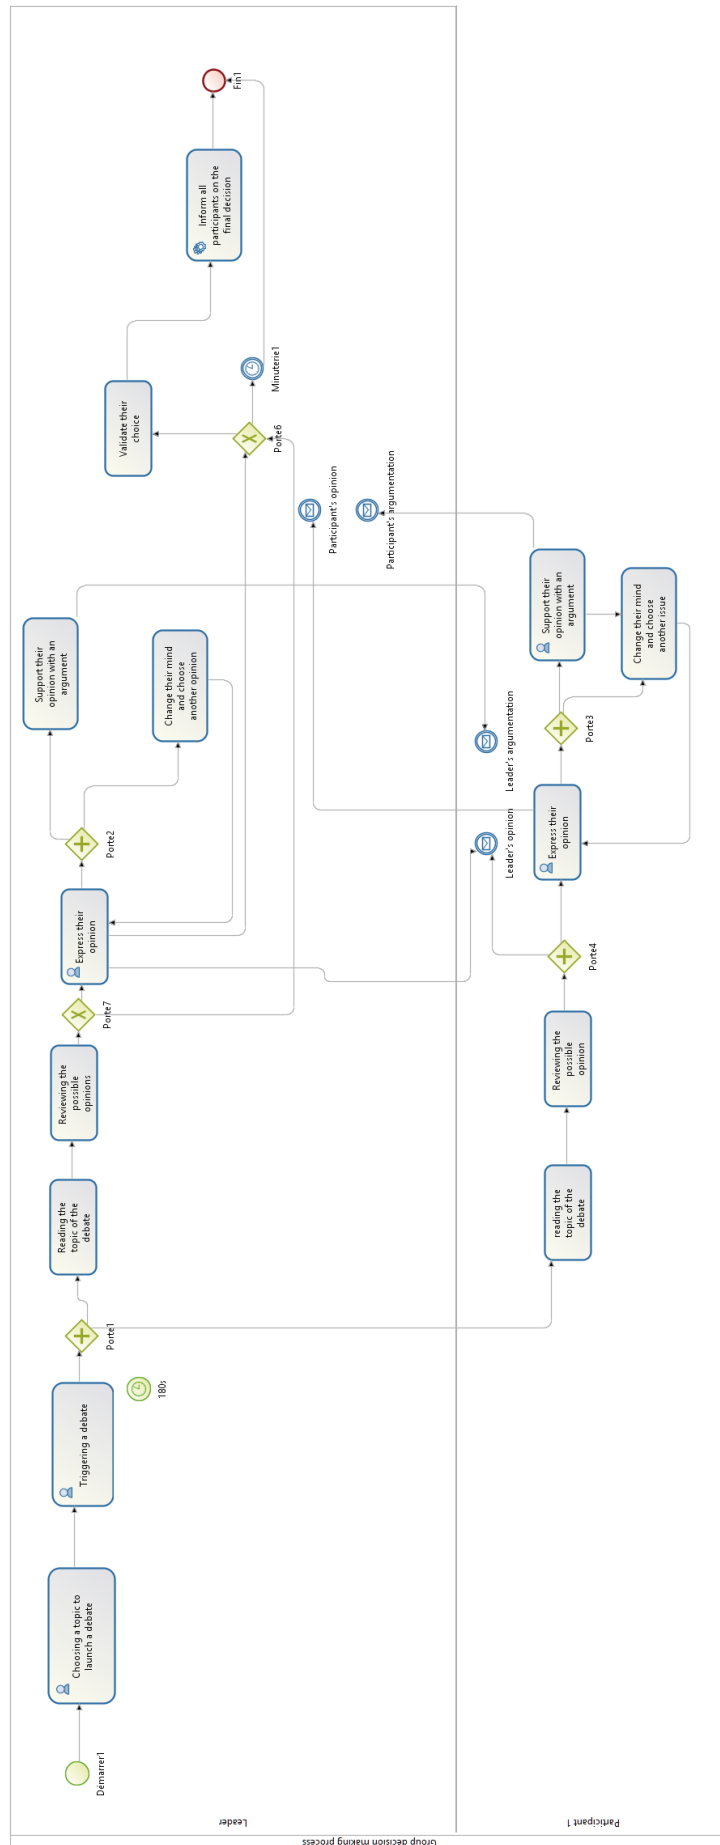 Group decision making process
Leader
Participant 1
Démarrer1
Choosing a topic to
launch a debate
Triggering a debate
180s
Porte1
Reading the
topic of the
debate
Reviewing the
possible
opinions
Porte7
Express their
opinion
Porte2
Support their
opinion with an
argument
Change their mind
and choose
another opinion
Porte6
Validate their
choice
Minuterie1
Inform all
participants on the
final decision
Fin1
Participant's opinion
Participant's argumentation
reading the
topic of the
debate
Reviewing the
possible
opinion
Porte4
Leader's opinion
Express their
opinion
Leader's argumentation
Porte3
Support their
opinion with an
argument
Change their mind
and choose
another issue